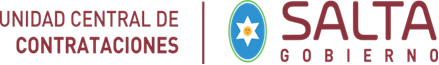 UNIDAD CENTRAL DE
CONTRATACIONES
SALTA
GOBIERNO